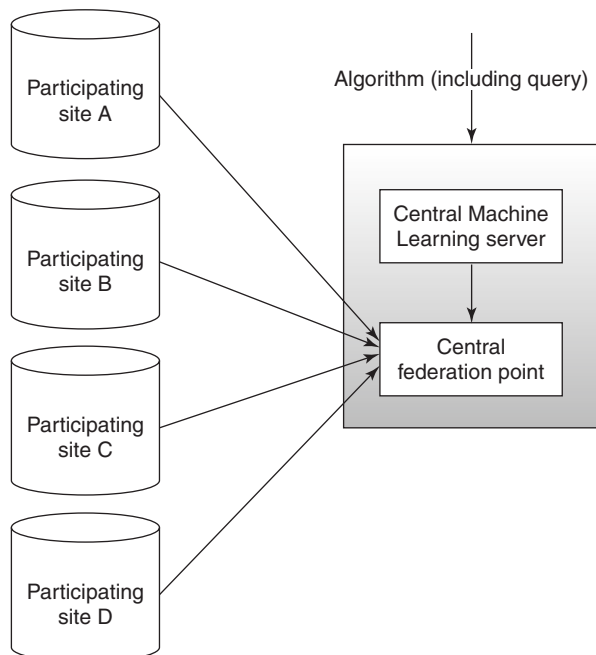 Participating
site A
Algorithm (including query)
Participating
site B
Central Machine
Learning server
Central
federation point
Participating
site C
Participating
site D